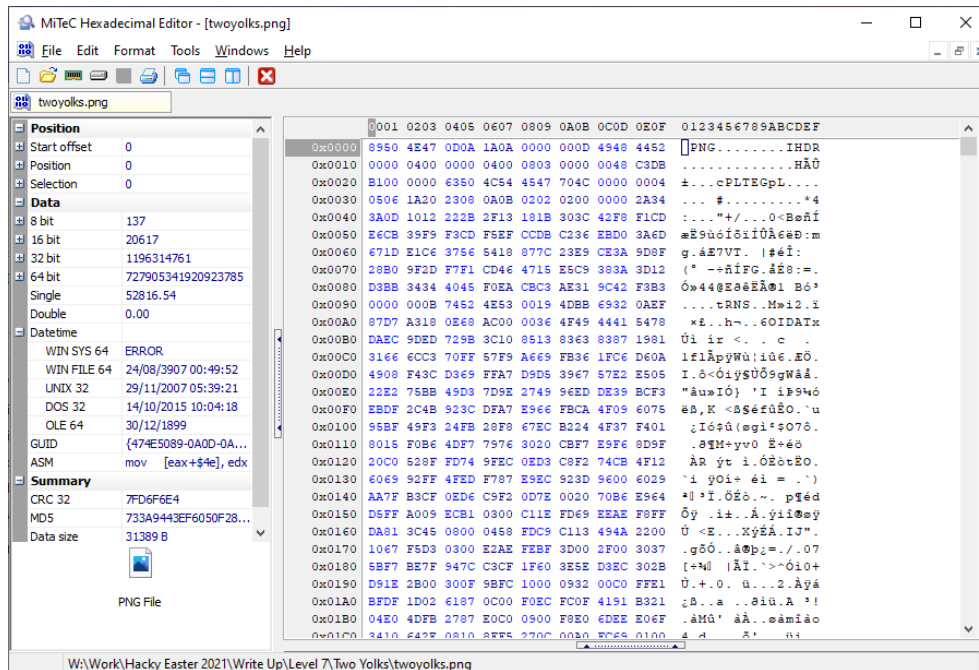 MiTeC Hexadecimal Editor - [twoyolks.png]
File Edit Format Tools Windows Help
twoyolks.png
Position
Start offset 0
Position 0
Selection 0
Data
8 bit 137
16 bit 20617
32 bit 1196314761
64 bit 727905341920923785
Single 52816.54
Double 0.00
Datetime
WIN SYS 64 ERROR
WIN FILE 64 24/08/3907 00:49:52
UNIX 32 29/11/2007 05:39:21
DOS 32 14/10/2015 10:04:18
OLE 64 30/12/1899
GUID {474E5089-0A0D-0A...
ASM mov [eax+$4e], edx
Summary
CRC 32 7FD6F6E4
MD5 733A9443EF6050F28...
Data size 31389 B
PNG File
0001 0203 0405 0607 0809 0A0B 0C0D 0E0F 0123456789ABCDEF
0x0000 8950 4E47 0D0A 1A0A 0000 000D 4948 4452 PNG........IHDR
0x0010 0000 0400 0000 0400 0803 0000 0048 C3DB .............HÃÛ
0x0020 B100 0000 6350 4C54 4547 704C 0000 0004 ±...cPLTEGpL....
0x0030 0506 1A20 2308 0A0B 0202 0200 0000 2A34
0x0040 3A0D 1012 222B 2F13 181B 303C 42F8 F1CD
0x0050 E6CB 39F9 F3CD F5EF CCDB C236 EBD0 3A6D
0x0060 671D E1C6 3756 5418 877C 23E9 CE3A 9D8F
0x0070 28B0 9F2D F7F1 CD46 4715 E5C9 383A 3D12
0x0080 D3BB 3434 4045 F0EA CBC3 AE31 9C42 F3B3
0x0090 0000 000B 7452 4E53 0019 4DBB 6932 0AEF
0x00A0 87D7 A318 0E68 AC00 0036 4F49 4441 5478
0x00B0 DAEC 9DED 729B 3C10 8513 8363 8387 1981
0x00C0 3166 6CC3 70FF 57F9 A669 FB36 1FC6 D60A
0x00D0 4908 F43C D369 FFA7 D9D5 3967 57E2 E505
0x00E0 22E2 75BB 49D3 7D9E 2749 96ED DE39 BCF3
0x00F0 EBDF 2C4B 923C DFA7 E966 FBCA 4F09 6075
0x0100 95BF 49F3 24FB 28F8 67EC B224 4F37 F401
0x0110 8015 F0B6 4DF7 7976 3020 CBF7 E9F6 8D9F
0x0120 20C0 528F FD74 9FEC 0ED3 C8F2 74CB 4F12
0x0130 6069 92FF 4FED F787 E9EC 923D 9600 6029
0x0140 AA7F B3CF 0ED6 C9F2 0D7E 0020 70B6 E964
0x0150 D5FF A009 ECB1 0300 C11E FD69 EEAE F8FF
0x0160 DA81 3C45 0800 0458 FDC9 C113 494A 2200
0x0170 1067 F5D3 0300 E2AE FEBF 3D00 2F00 3037
0x0180 5BF7 BE7F 947C C3CF 1F60 3E5E D3EC 302B
0x0190 D91E 2B00 300F 9BFC 1000 0932 00C0 FFE1
0x01A0 BFDF 1D02 6187 0C00 F0EC FC0F 4191 B321
0x01B0 04E0 4DFB 2787 E0C0 0900 F8E0 6DEE E06F
W:\Work\Hacky Easter 2021\Write Up\Level 7\Two Yolks\twoyolks.png